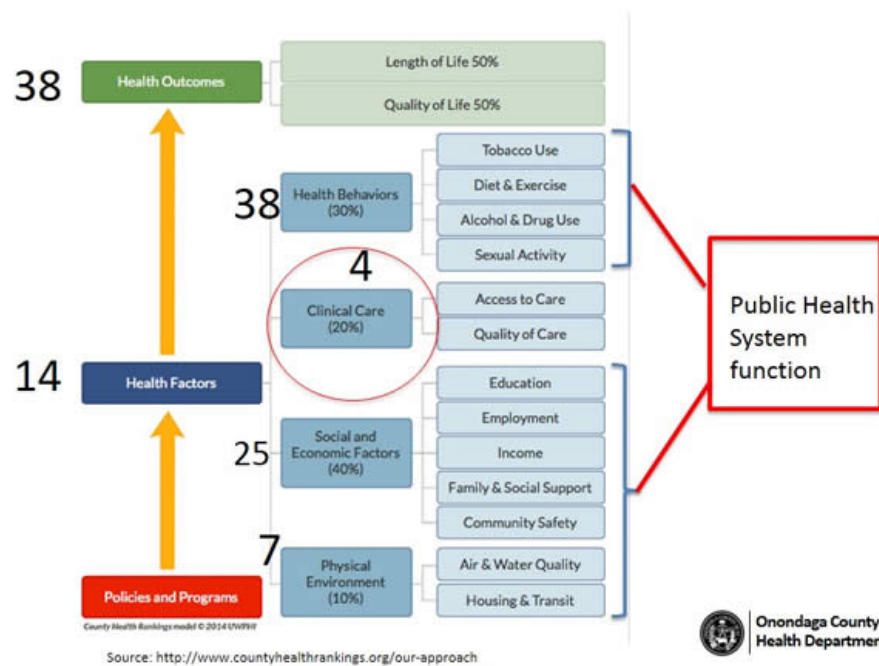 38
Health Outcomes
Length of Life 50%
Quality of Life 50%
38
Health Behaviors
(30%)
Tobacco Use
Diet & Exercise
Alcohol & Drug Use
Sexual Activity
4
Clinical Care
(20%)
Access to Care
Quality of Care
Public Health
System
function
14
Health Factors
25
Social and
Economic Factors
(40%)
Education
Employment
Income
Family & Social Support
Community Safety
7
Physical
Environment
(10%)
Air & Water Quality
Housing & Transit
Policies and Programs
County Health Rankings model © 2014 UWPHI
Source: http://www.countyhealthrankings.org/our-approach
Onondaga County
Health Departmen